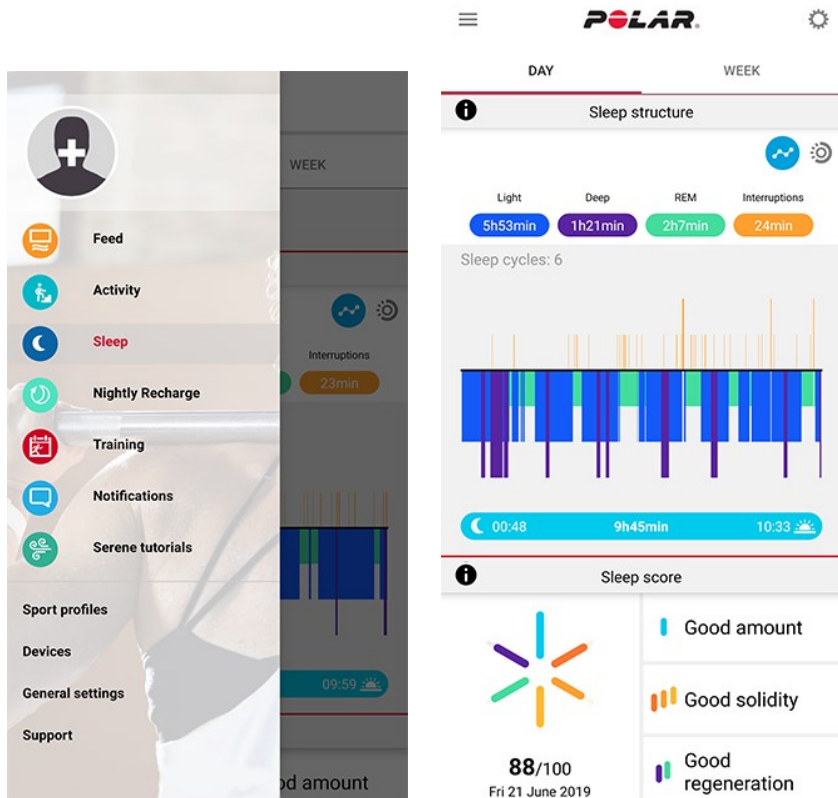 WEEK
Feed
Activity
Sleep
Interruptions
Nightly Recharge
23min
Training
Notifications
Serene tutorials
Sport profiles
Devices
09:59
General settings
Support
od amount
POLAR.
DAY WEEK
Sleep structure
Light Deep REM Interruptions
5h53min 1h21min 2h7min 24min
Sleep cycles: 6
00:48 9h45min 10:33
Sleep score
Good amount
Good solidity
88/100
Fri 21 June 2019
Good
regeneration